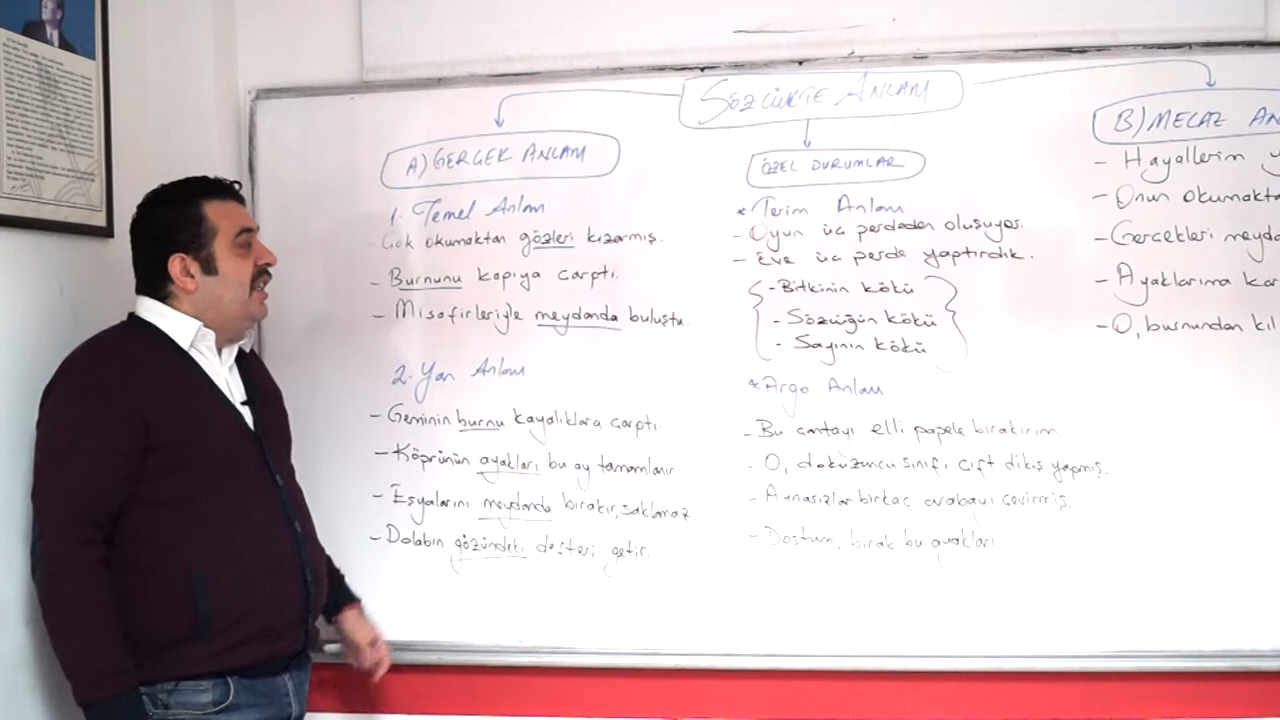 SÖZCÜKTE ANLAM
A) GERÇEK ANLAM
1. Temel Anlam
- Çok okumaktan gözleri kızarmış.
- Burnunu kapıya çarptı.
- Misafirleriyle meydanda buluştu.
2. Yan Anlam
- Geminin burnu kayalıklara çarptı.
- Köprünün ayakları bu ay tamamlanır.
- Eşyalarını meydanda bırakır, saklamaz.
- Dolabın gözündeki defteri getir.
ÖZEL DURUMLAR
* Terim Anlam
- Oyun üç perdeden oluşuyor.
- Eve üç perde yaptırdık.
- Bitkinin kökü
- Sözcüğün kökü
- Sayının kökü
* Argo Anlam
- Bu çantayı elli papele bırakırım
- O, dokuzuncu sınıfı çift dikiş yapmış.
- Aynasızlar birkaç arabayı çevirmiş.
- Dostum, bırak bu ayakları
B) MECAZ AN
- Hayallerim
- Onun okumakta
- Gerçekleri meyda
- Ayaklarıma kar
- O, burnundan kıl